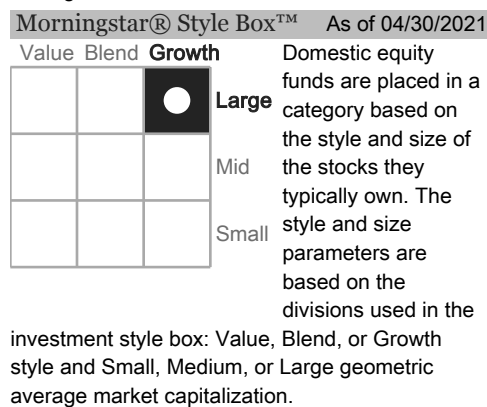 Morningstar® Style Box™ As of 04/30/2021
Value Blend Growth
Large
Mid
Small
Domestic equity
funds are placed in a
category based on
the style and size of
the stocks they
typically own. The
style and size
parameters are
based on the
divisions used in the
investment style box: Value, Blend, or Growth
style and Small, Medium, or Large geometric
average market capitalization.